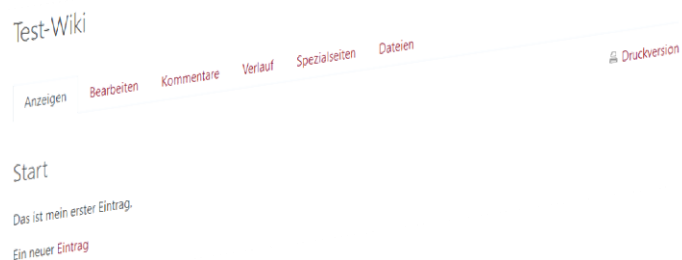 Test-Wiki
Anzeigen Bearbeiten Kommentare Verlauf Spezialseiten Dateien Druckversion
Start
Das ist mein erster Eintrag.
Ein neuer Eintrag